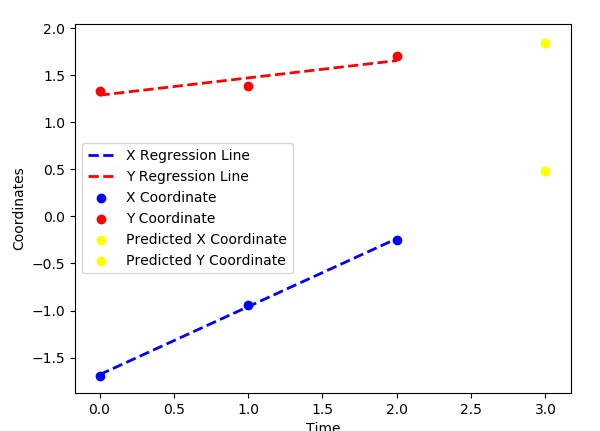 2.0
1.5
1.0
0.5
0.0
−0.5
−1.0
−1.5
Coordinates
X Regression Line
Y Regression Line
X Coordinate
Y Coordinate
Predicted X Coordinate
Predicted Y Coordinate
0.0 0.5 1.0 1.5 2.0 2.5 3.0
Time